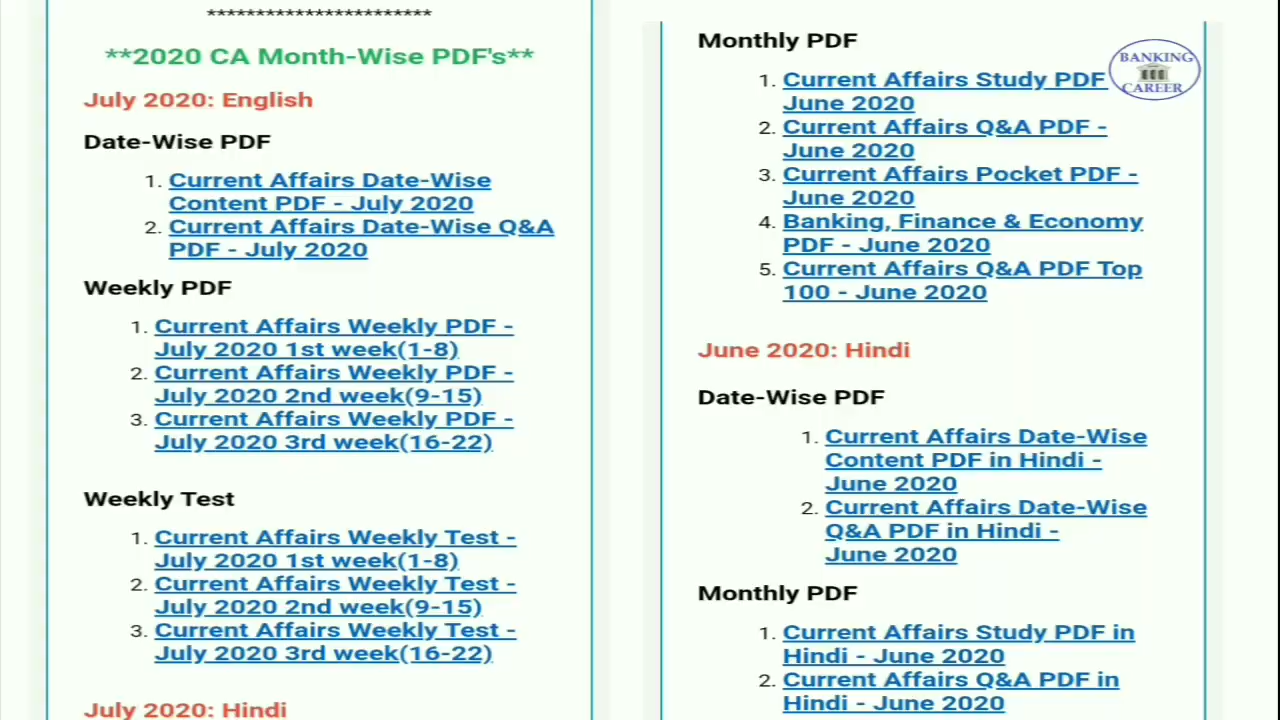 ***********************
**2020 CA Month-Wise PDF's**
July 2020: English
Date-Wise PDF
1. Current Affairs Date-Wise
Content PDF - July 2020
2. Current Affairs Date-Wise Q&A
PDF - July 2020
Weekly PDF
1. Current Affairs Weekly PDF -
July 2020 1st week(1-8)
2. Current Affairs Weekly PDF -
July 2020 2nd week(9-15)
3. Current Affairs Weekly PDF -
July 2020 3rd week(16-22)
Weekly Test
1. Current Affairs Weekly Test -
July 2020 1st week(1-8)
2. Current Affairs Weekly Test -
July 2020 2nd week(9-15)
3. Current Affairs Weekly Test -
July 2020 3rd week(16-22)
July 2020: Hindi
Monthly PDF
1. Current Affairs Study PDF
June 2020
2. Current Affairs Q&A PDF -
June 2020
3. Current Affairs Pocket PDF -
June 2020
4. Banking, Finance & Economy
PDF - June 2020
5. Current Affairs Q&A PDF Top
100 - June 2020
June 2020: Hindi
Date-Wise PDF
1. Current Affairs Date-Wise
Content PDF in Hindi -
June 2020
2. Current Affairs Date-Wise
Q&A PDF in Hindi -
June 2020
Monthly PDF
1. Current Affairs Study PDF in
Hindi - June 2020
2. Current Affairs Q&A PDF in
Hindi - June 2020
BANKING
CAREER